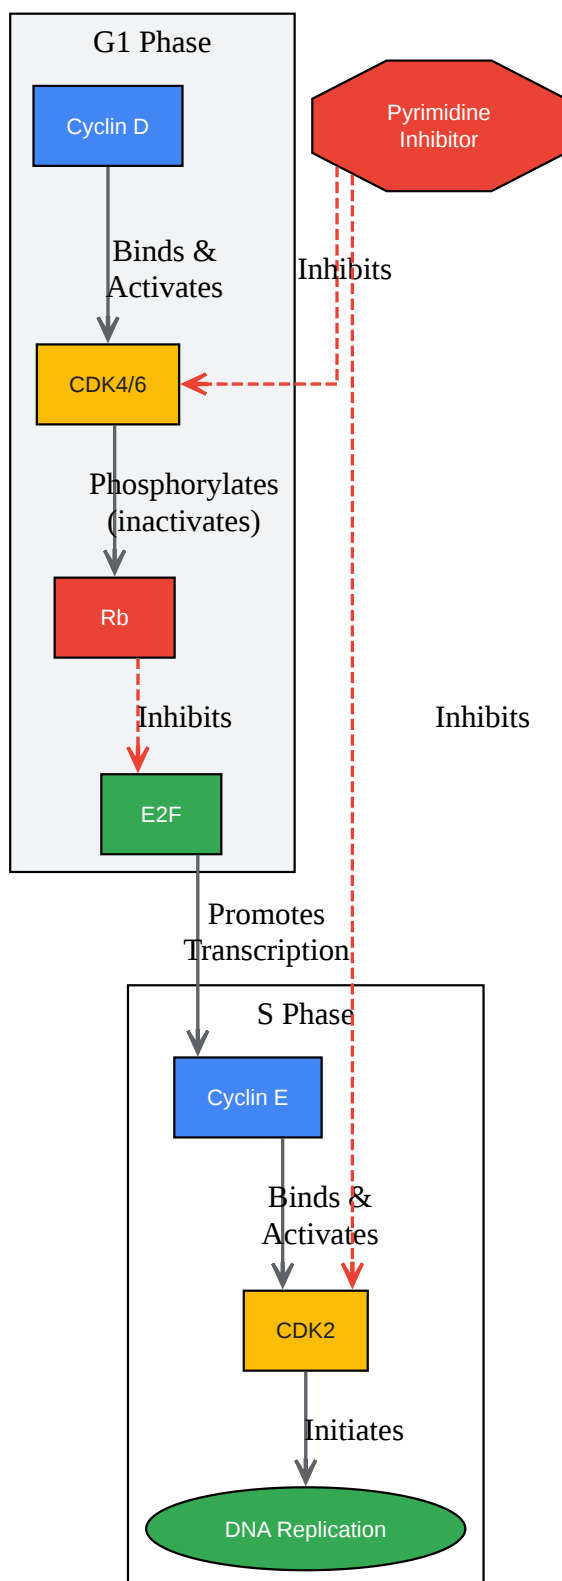 G1 Phase
Cyclin D
Pyrimidine
Inhibitor
Binds &
Activates
Inhibits
CDK4/6
Phosphorylates
(inactivates)
Rb
Inhibits
Inhibits
E2F
Promotes
Transcription
S Phase
Cyclin E
Binds &
Activates
CDK2
Initiates
DNA Replication